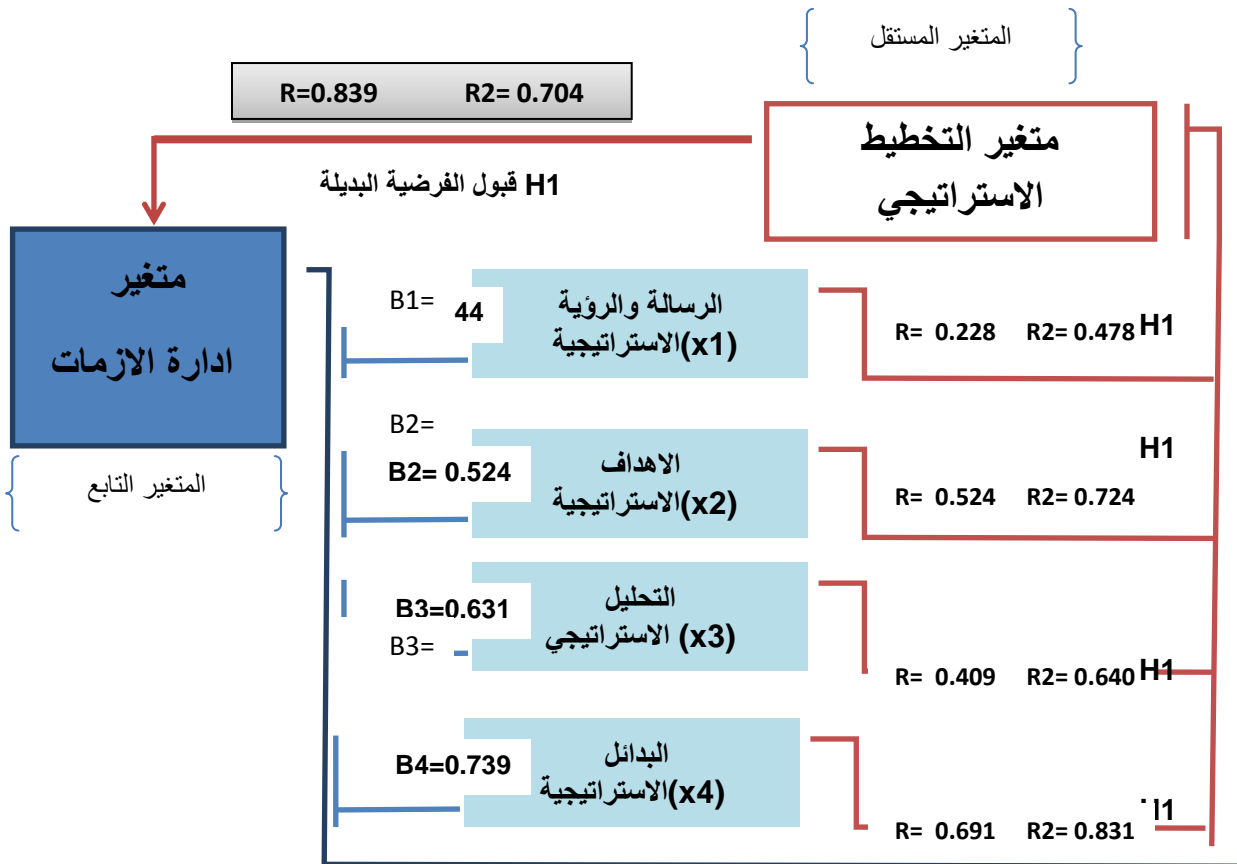 المتغير المستقل
R=0.839 R2= 0.704
متغير التخطيط
الاستراتيجي
قبول الفرضية البديلة H1
متغير
ادارة الازمات
المتغير التابع
B1= 44
الرسالة والرؤية
الاستراتيجية(x1)
R= 0.228 R2= 0.478 H1
B2=
B2= 0.524
الاهداف
الاستراتيجية(x2)
H1
R= 0.524 R2= 0.724
B3=0.631
B3=
التحليل
الاستراتيجي (x3)
R= 0.409 R2= 0.640 H1
B4=0.739
البدائل
الاستراتيجية(x4)
R= 0.691 R2= 0.831